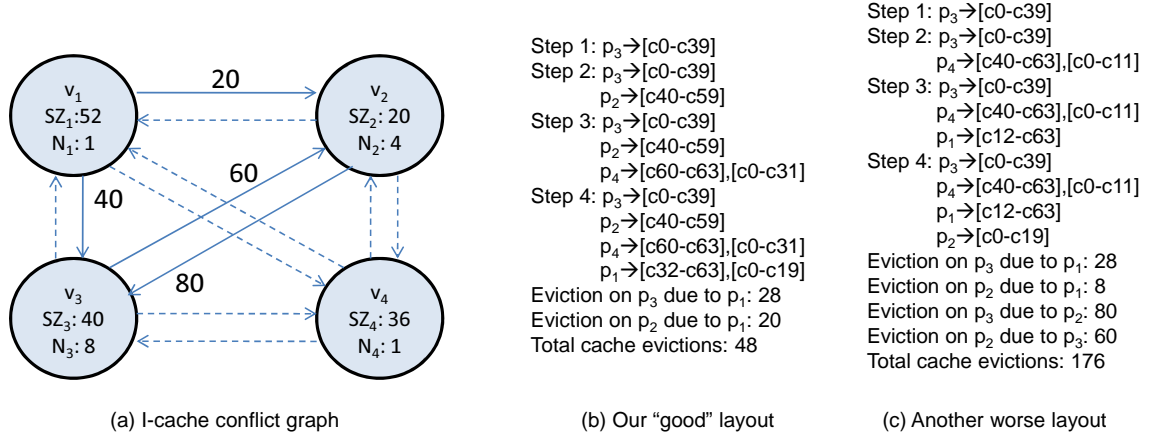 20
v1
SZ1:52
N1: 1
v2
SZ2: 20
N2: 4
60
40
80
v3
SZ3: 40
N3: 8
v4
SZ4: 36
N4: 1
(a) I-cache conflict graph
Step 1: p3→[c0-c39]
Step 2: p3→[c0-c39]
p2→[c40-c59]
Step 3: p3→[c0-c39]
p2→[c40-c59]
p4→[c60-c63],[c0-c31]
Step 4: p3→[c0-c39]
p2→[c40-c59]
p4→[c60-c63],[c0-c31]
p1→[c32-c63],[c0-c19]
Eviction on p3 due to p1: 28
Eviction on p2 due to p1: 20
Total cache evictions: 48
(b) Our “good” layout
Step 1: p3→[c0-c39]
Step 2: p3→[c0-c39]
p4→[c40-c63],[c0-c11]
Step 3: p3→[c0-c39]
p4→[c40-c63],[c0-c11]
p1→[c12-c63]
Step 4: p3→[c0-c39]
p4→[c40-c63],[c0-c11]
p1→[c12-c63]
p2→[c0-c19]
Eviction on p3 due to p1: 28
Eviction on p2 due to p1: 8
Eviction on p3 due to p2: 80
Eviction on p2 due to p3: 60
Total cache evictions: 176
(c) Another worse layout